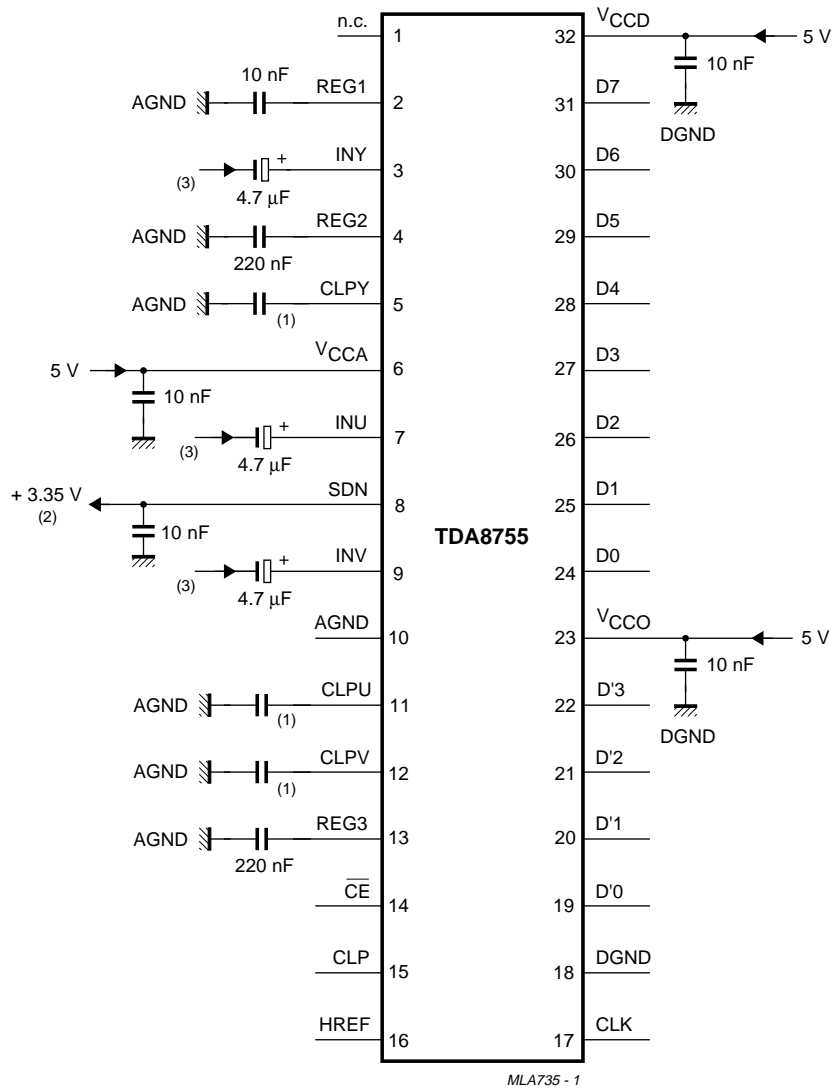 n.c. 1
10 nF
AGND REG1 2
(3) + INY 3
4.7 µF
AGND REG2 4
220 nF
AGND CLPY 5
(1)
5 V VCCA 6
10 nF
(3) + INU 7
4.7 µF
+ 3.35 V SDN 8
(2)
10 nF
(3) + INV 9
4.7 µF
AGND 10
AGND CLPU 11
(1)
AGND CLPV 12
(1)
AGND REG3 13
220 nF
CE 14
CLP 15
HREF 16
TDA8755
32 VCCD 5 V
10 nF
DGND
31 D7
30 D6
29 D5
28 D4
27 D3
26 D2
25 D1
24 D0
23 VCCO 5 V
10 nF
DGND
22 D'3
21 D'2
20 D'1
19 D'0
18 DGND
17 CLK
MLA735 - 1